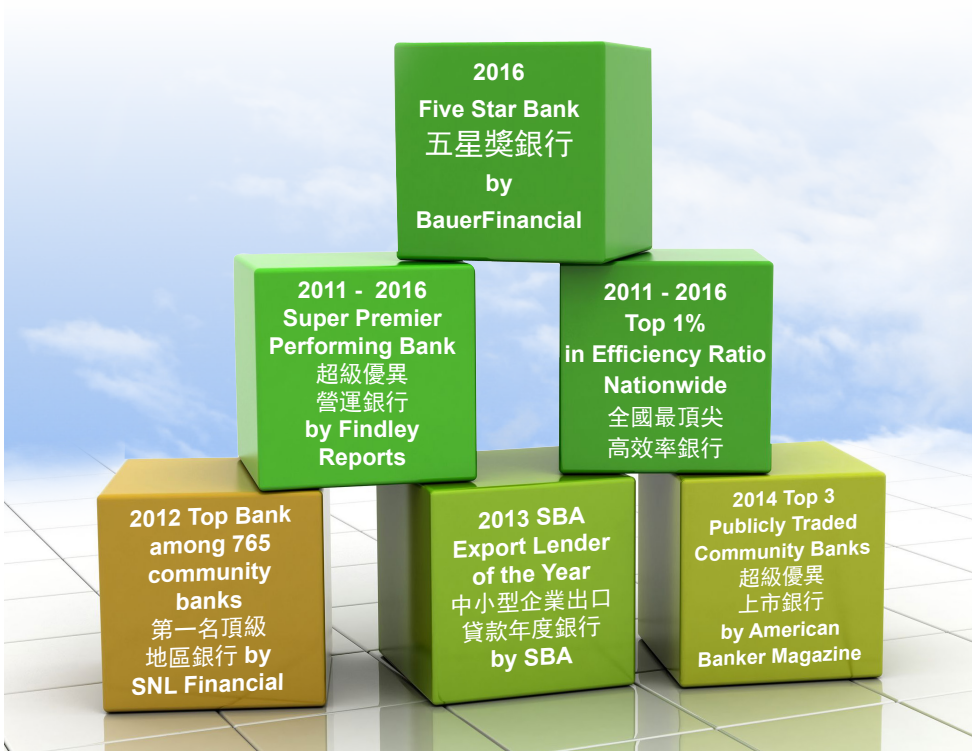 2016
Five Star Bank
五星獎銀行
by
BauerFinancial
2011 - 2016
Super Premier
Performing Bank
超級優異
營運銀行
by Findley
Reports
2011 - 2016
Top 1%
in Efficiency Ratio
Nationwide
全國最頂尖
高效率銀行
2012 Top Bank
among 765
community
banks
第一名頂級
地區銀行 by
SNL Financial
2013 SBA
Export Lender
of the Year
中小型企業出口
貸款年度銀行
by SBA
2014 Top 3
Publicly Traded
Community Banks
超級優異
上市銀行
by American
Banker Magazine